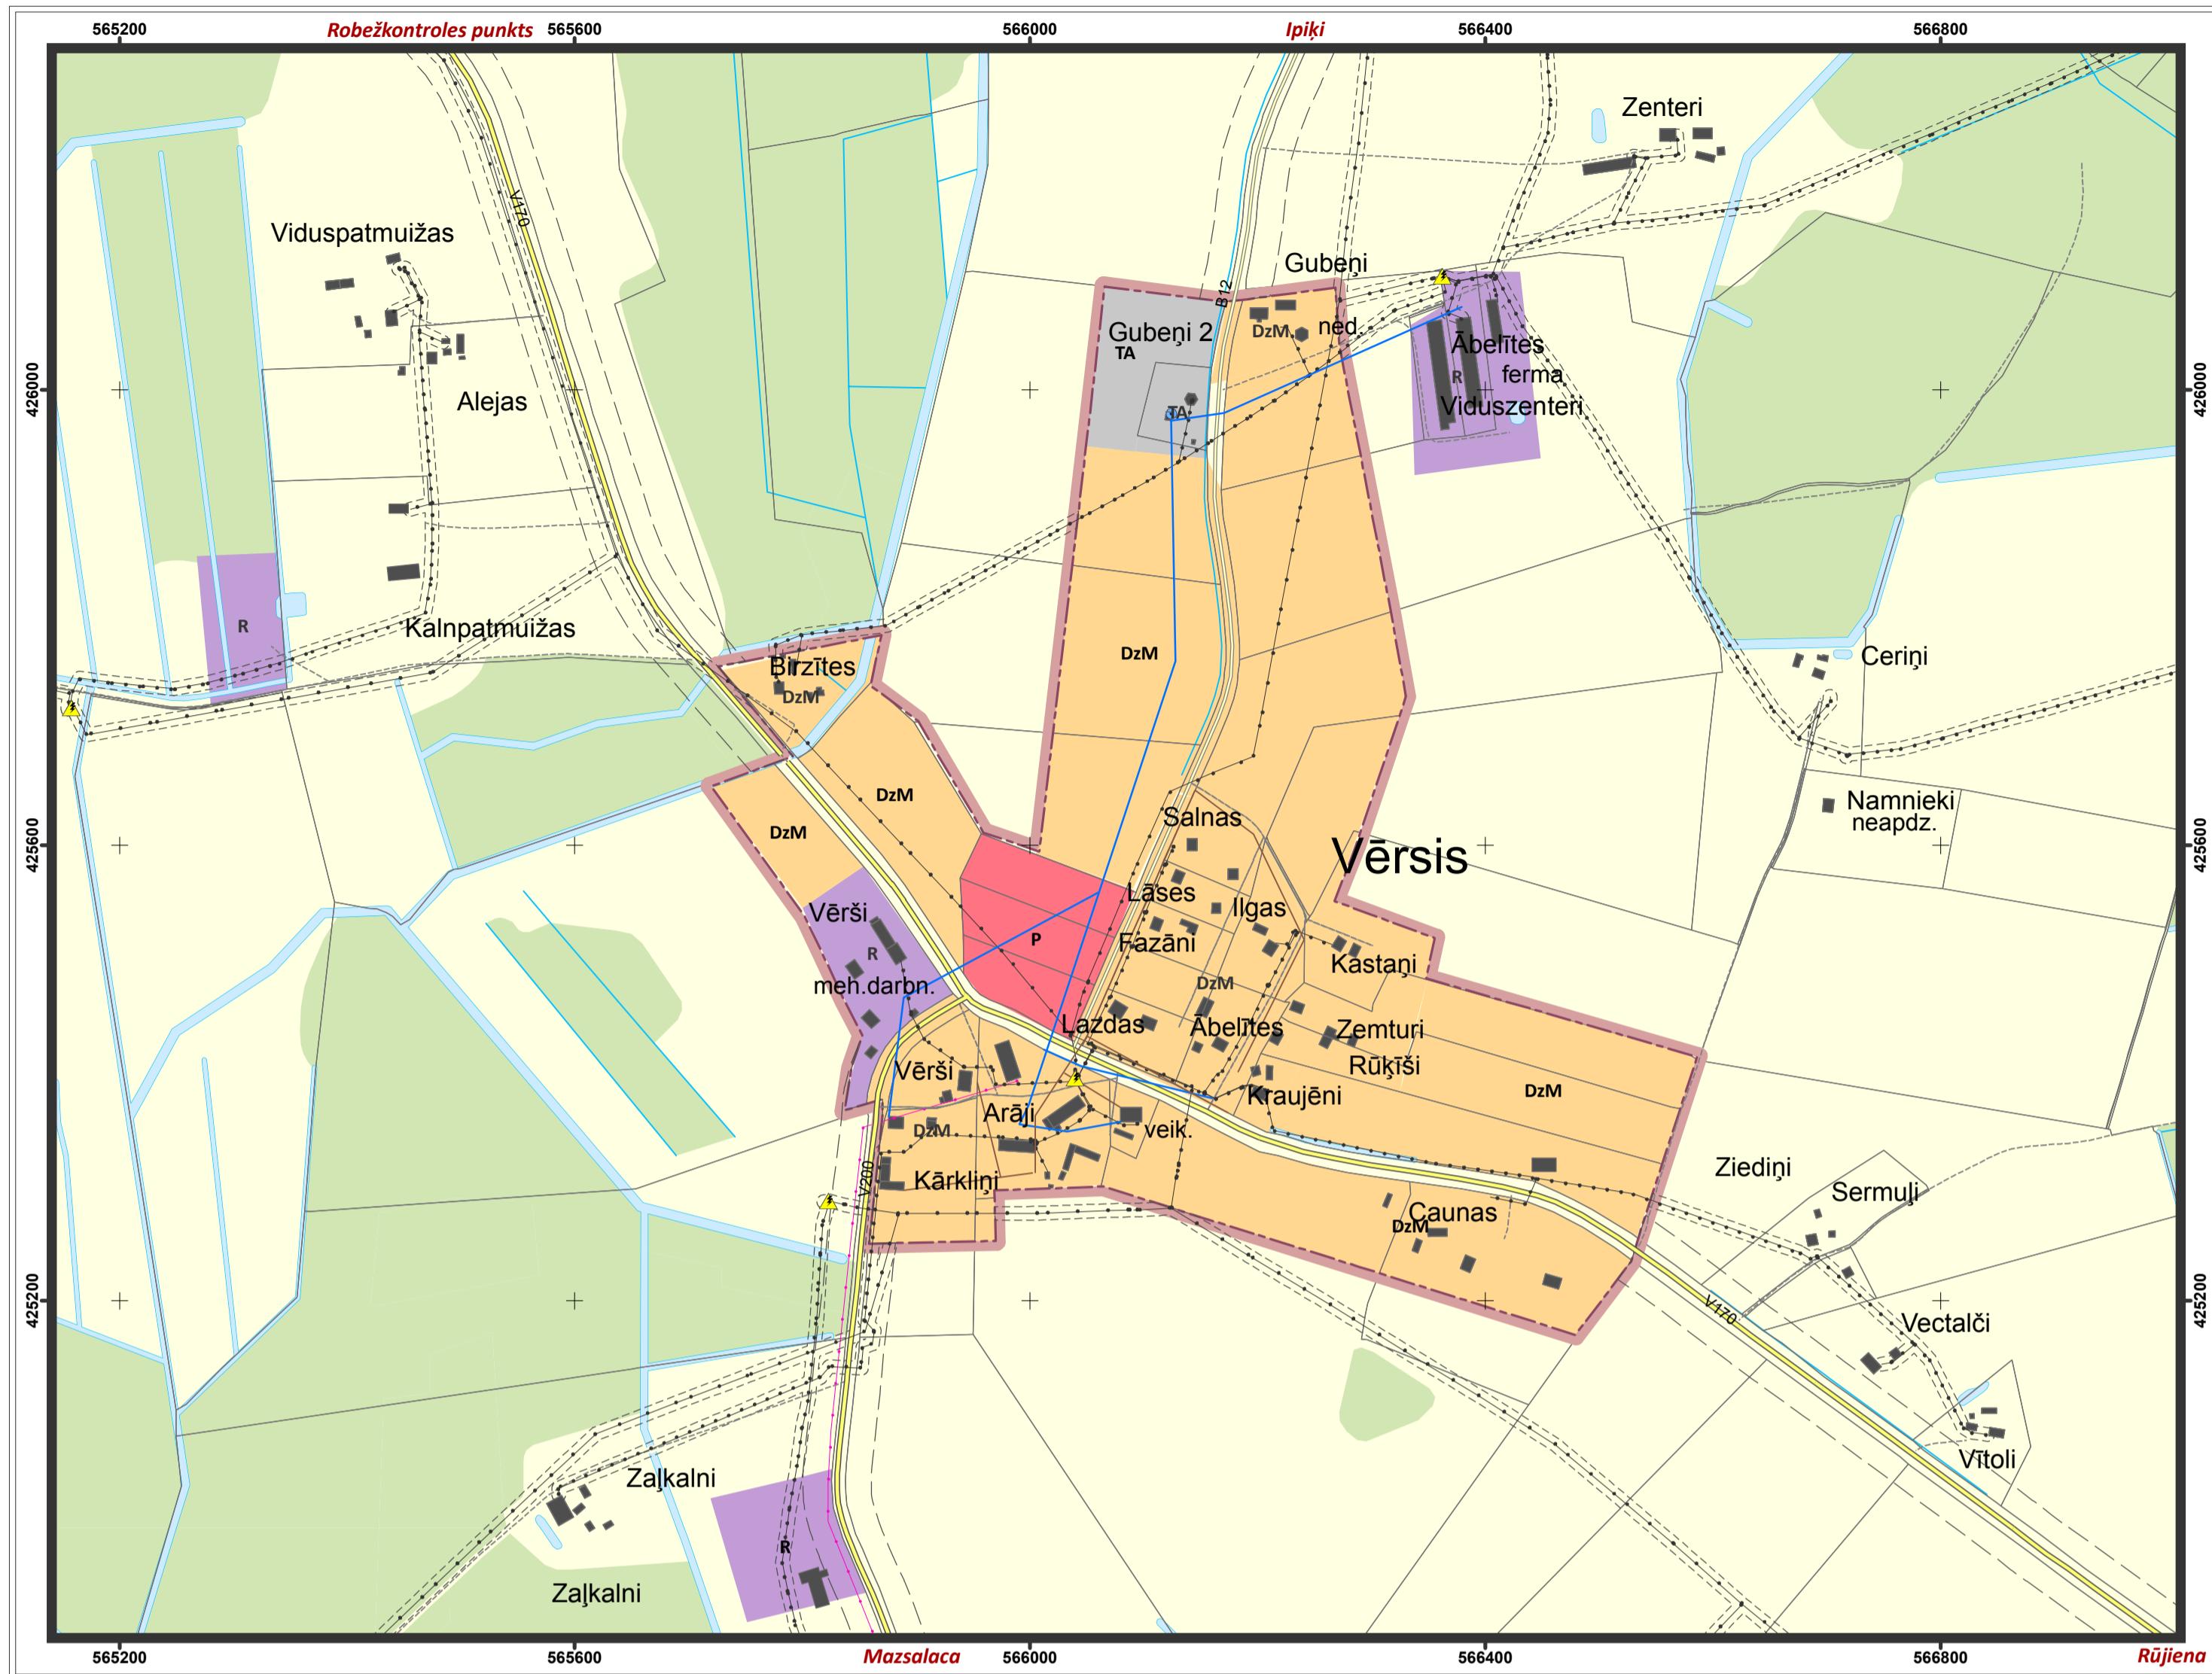 565200
Robežkontroles punkts
565600
566000
Ipiķi
566400
566800
Zenteri
V170
Viduspatmuižas
Gubeņi
B12
Gubeņi 2
TA
DzM
ned.
Ābelītes
R
ferma
Viduszenteri
426000
426000
Alejas
TA
R
Kalnpatmuižas
DzM
Ceriņi
Birzītes
DzM
DzM
DzM
Salnas
Namnieki
neapdz.
Vērsis
425600
425600
Lāses
Ilgas
Vērši
R
P
Fazāni
Kastaņi
meh.darbn.
DzM
Lazdas
Ābelītes
Zemturi
Rūķīši
Vērši
Kraujēni
DzM
Arāji
DzM
veik.
Ziediņi
Kārkliņi
V200
Sermuļi
Caunas
DzM
425200
425200
V170
Vectalči
Vītoli
Zaļkalni
R
Zaļkalni
565200
565600
Mazsalaca
566000
566400
566800
Rūjiena